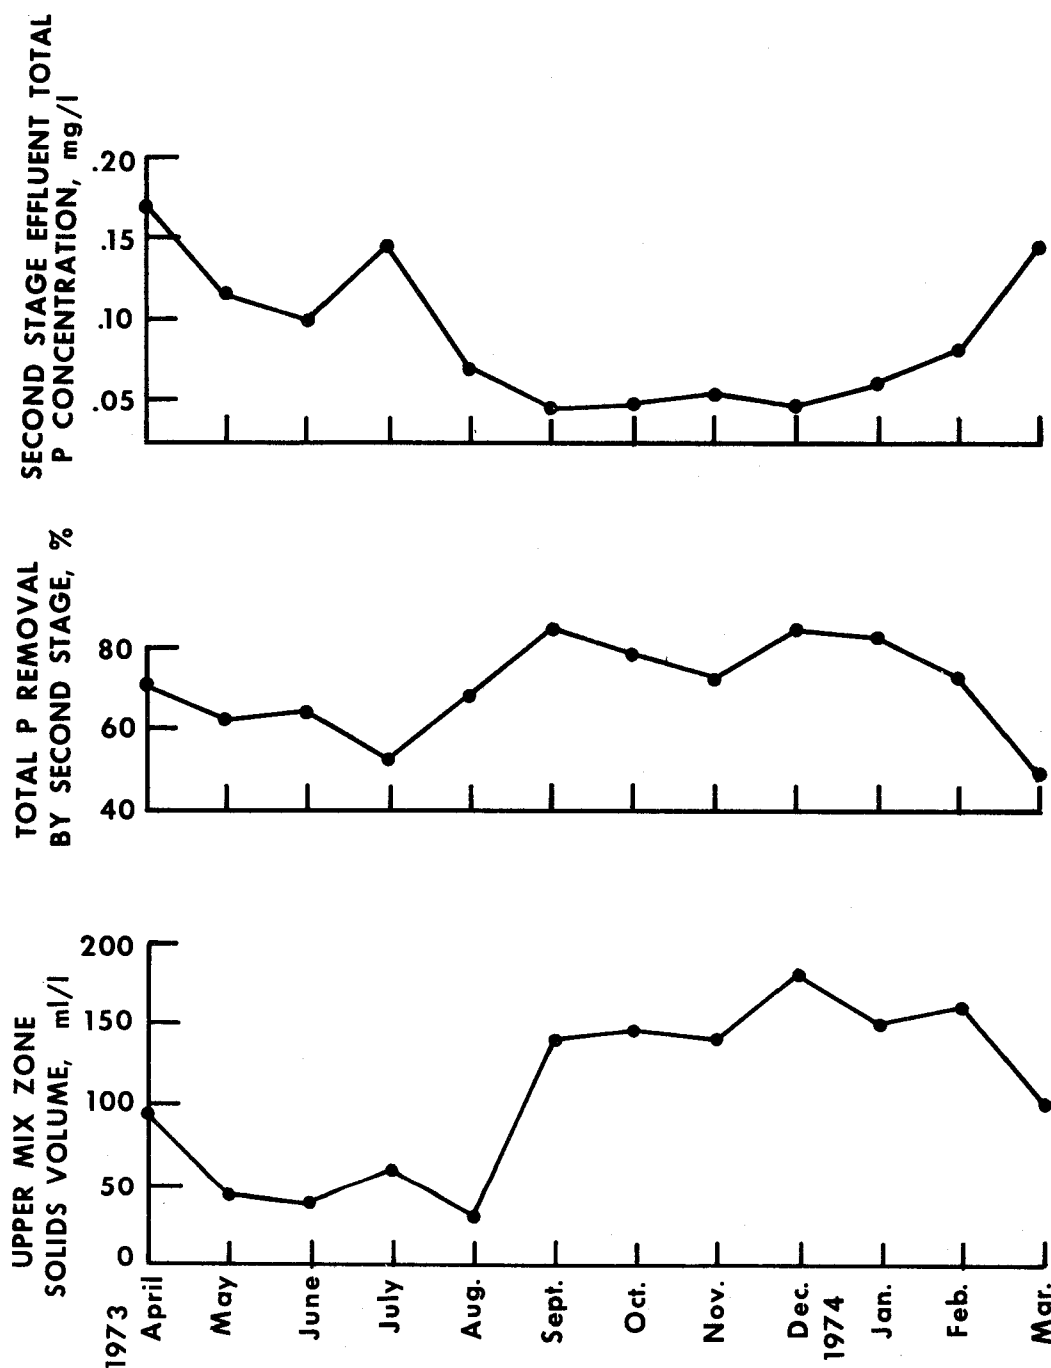 SECOND STAGE EFFLUENT TOTAL
P CONCENTRATION, mg/l
.20
.15
.10
.05
TOTAL P REMOVAL
BY SECOND STAGE, %
80
60
40
UPPER MIX ZONE
SOLIDS VOLUME, ml/l
200
150
100
50
0
1973
April
May
June
July
Aug.
Sept.
Oct.
Nov.
Dec.
1974
Jan.
Feb.
Mar.